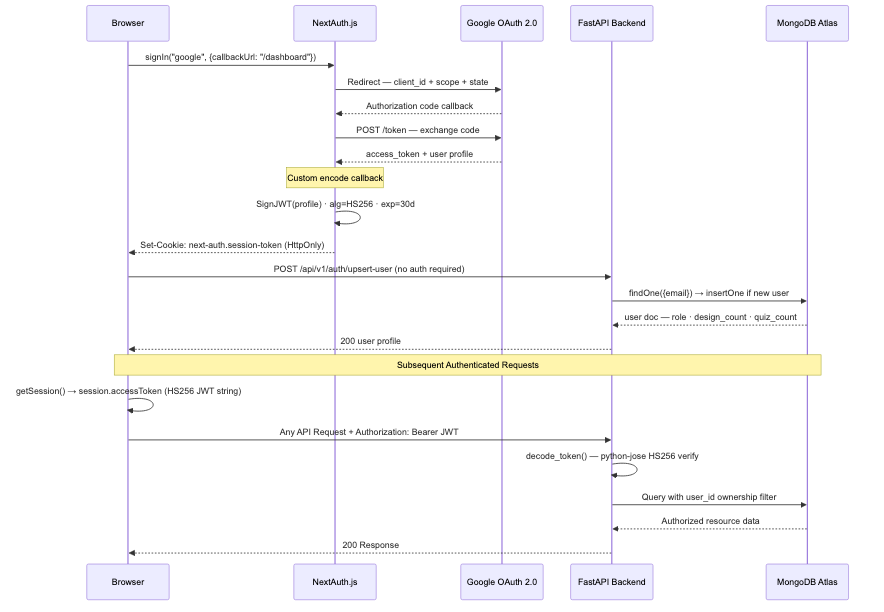 Browser
NextAuth.js
Google OAuth 2.0
FastAPI Backend
MongoDB Atlas
signIn("google", {callbackUrl: "/dashboard"})
Redirect — client_id + scope + state
Authorization code callback
POST /token — exchange code
access_token + user profile
Custom encode callback
SignJWT(profile) · alg=HS256 · exp=30d
Set-Cookie: next-auth.session-token (HttpOnly)
POST /api/v1/auth/upsert-user (no auth required)
findOne({email}) → insertOne if new user
user doc — role · design_count · quiz_count
200 user profile
Subsequent Authenticated Requests
getSession() → session.accessToken (HS256 JWT string)
Any API Request + Authorization: Bearer JWT
decode_token() — python-jose HS256 verify
Query with user_id ownership filter
Authorized resource data
200 Response
Browser
NextAuth.js
Google OAuth 2.0
FastAPI Backend
MongoDB Atlas